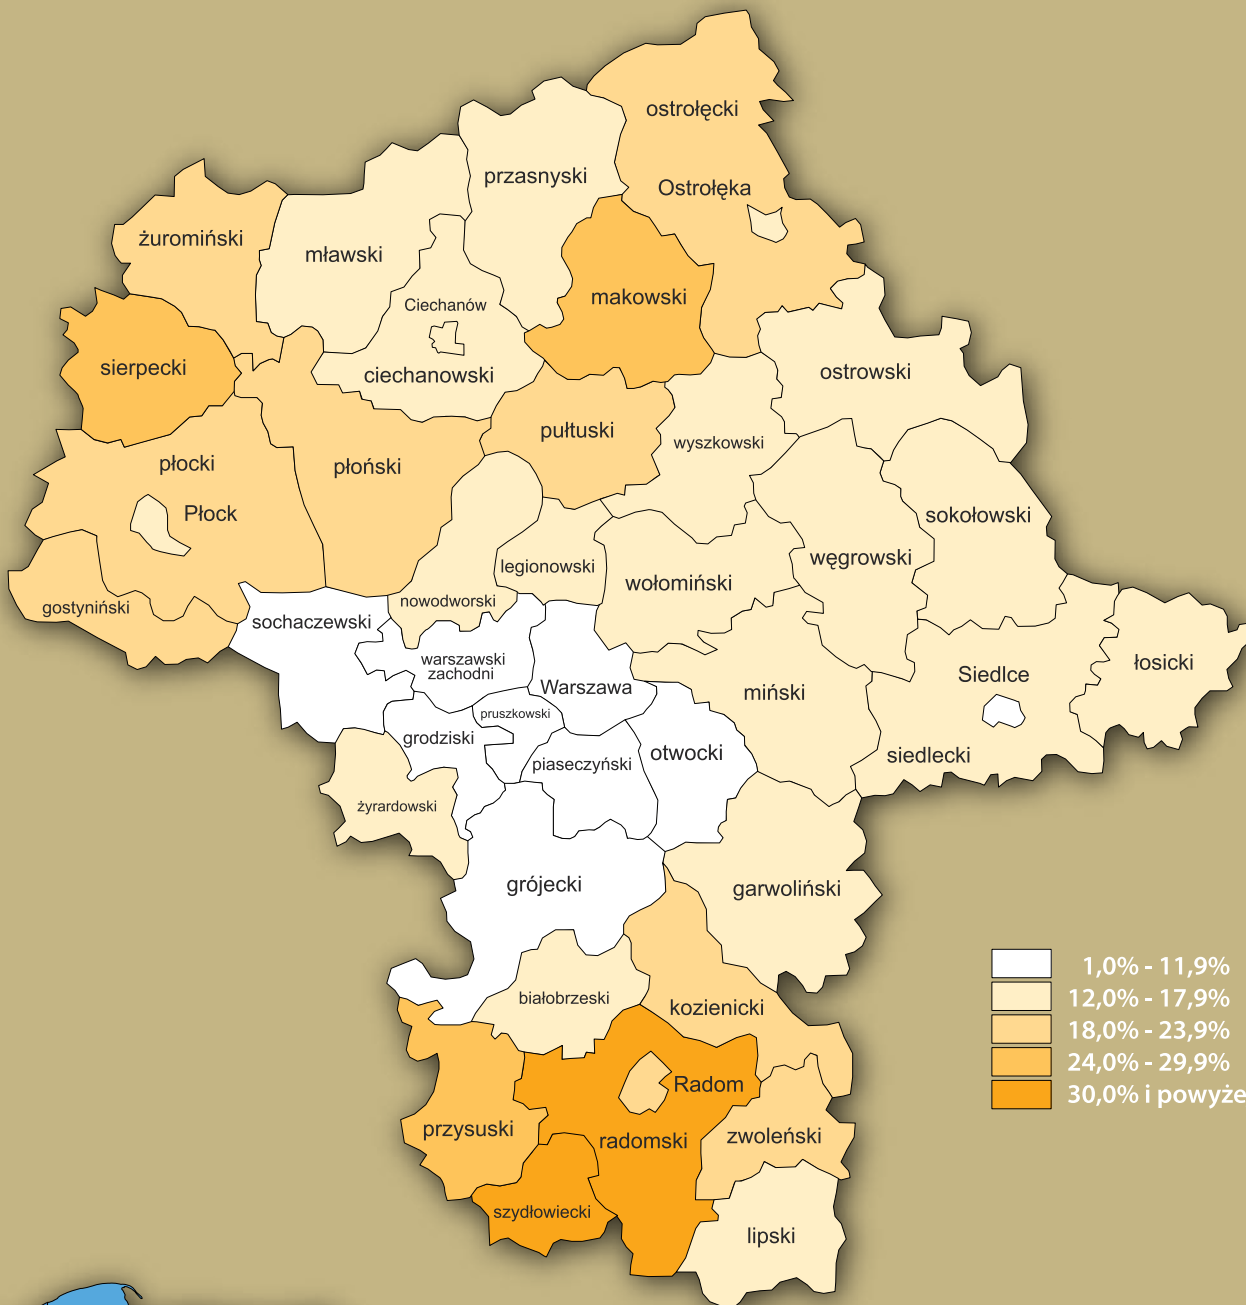 ostrołęcki
przasnyski
Ostrołęka
żuromiński
mławski
makowski
Ciechanów
sierpecki
ciechanowski
ostrowski
pułtuski
wyszkowski
płocki
płoński
Płock
sokołowski
węgrowski
legionowski
wołomiński
nowodworski
gostyniński
sochaczewski
warszawski
zachodni
łosicki
Siedlce
Warszawa
miński
pruszkowski
grodziski
otwocki
siedlecki
piaseczyński
żyrardowski
grójecki
garwoliński
białobrzeski
kozienicki
Radom
przysuski
radomski
zwoleński
szydłowiecki
lipski
1,0% - 11,9%
12,0% - 17,9%
18,0% - 23,9%
24,0% - 29,9%
30,0% i powyże